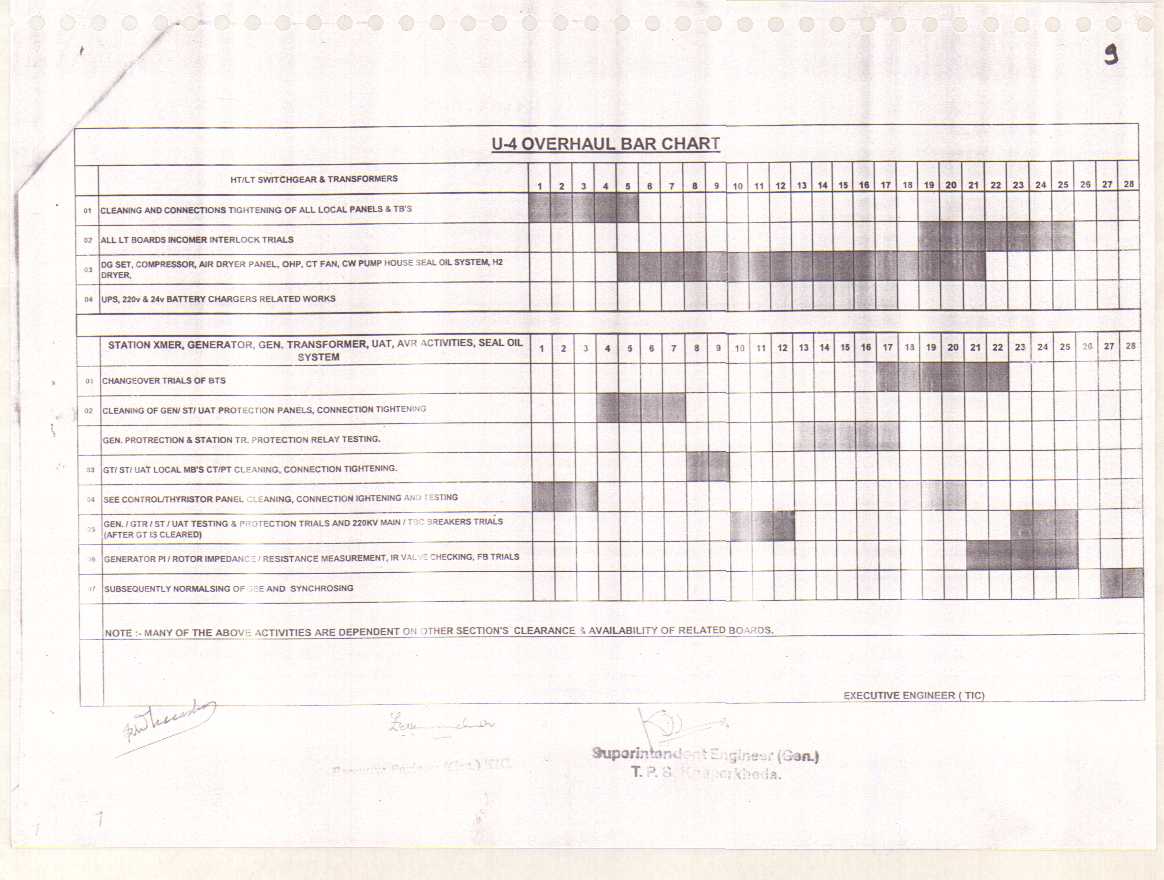 9
U-4 OVERHAUL BAR CHART
HT/LT SWITCHGEAR & TRANSFORMERS 1 2 3 4 5 6 7 8 9 10 11 12 13 14 15 16 17 18 19 20 21 22 23 24 25 26 27 28
01 CLEANING AND CONNECTIONS TIGHTENING OF ALL LOCAL PANELS & TB'S
02 ALL LT BOARDS INCOMER INTERLOCK TRIALS
03 DG SET, COMPRESSOR, AIR DRYER PANEL, OHP, CT FAN, CW PUMP HOUSE SEAL OIL SYSTEM, H2
DRYER,
04 UPS, 220v & 24v BATTERY CHARGERS RELATED WORKS
STATION XMER, GENERATOR, GEN. TRANSFORMER, UAT, AVR ACTIVITIES, SEAL OIL
SYSTEM 1 2 3 4 5 6 7 8 9 10 11 12 13 14 15 16 17 18 19 20 21 22 23 24 25 26 27 28
01 CHANGEOVER TRIALS OF BTS
02 CLEANING OF GEN/ ST/ UAT PROTECTION PANELS, CONNECTION TIGHTENING
GEN. PROTRECTION & STATION TR. PROTECTION RELAY TESTING.
03 GT/ ST/ UAT LOCAL MB'S CT/PT CLEANING, CONNECTION TIGHTENING.
04 SEE CONTROL/THYRISTOR PANEL CLEANING, CONNECTION IGHTENING AND TESTING
05 GEN. / GTR / ST / UAT TESTING & PROTECTION TRIALS AND 220KV MAIN / TBC BREAKERS TRIALS
(AFTER GT IS CLEARED)
06 GENERATOR PI / ROTOR IMPEDANCE / RESISTANCE MEASUREMENT, IR VALVE CHECKING, FB TRIALS
07 SUBSEQUENTLY NORMALSING OF SEE AND SYNCHROSING
NOTE :- MANY OF THE ABOVE ACTIVITIES ARE DEPENDENT ON OTHER SECTION'S CLEARANCE & AVAILABILITY OF RELATED BOARDS.
EXECUTIVE ENGINEER ( TIC)
Superintendent Engineer (Gen.)
T. P. S. Khaperkheda.